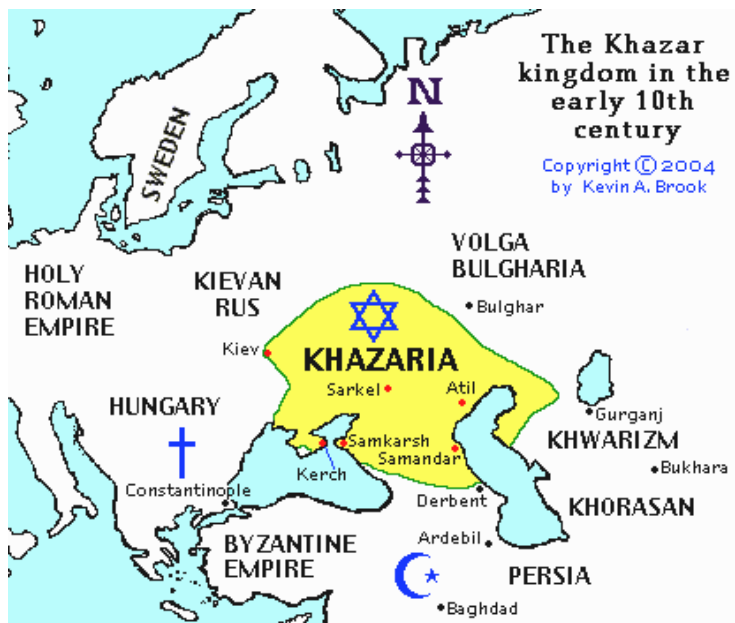 The Khazar
kingdom in the
early 10th
century
Copyright © 2004
by Kevin A. Brook
N
SWEDEN
VOLGA
BULGHARIA
HOLY
ROMAN
EMPIRE
KIEVAN
RUS
Bulghar
Kiev
KHAZARIA
Sarkel
Atil
HUNGARY
Gurganj
KHWARIZM
Samkarsh
Samandar
Kerch
Bukhara
Constantinople
Derbent
KHORASAN
BYZANTINE
EMPIRE
Ardebil
PERSIA
Baghdad